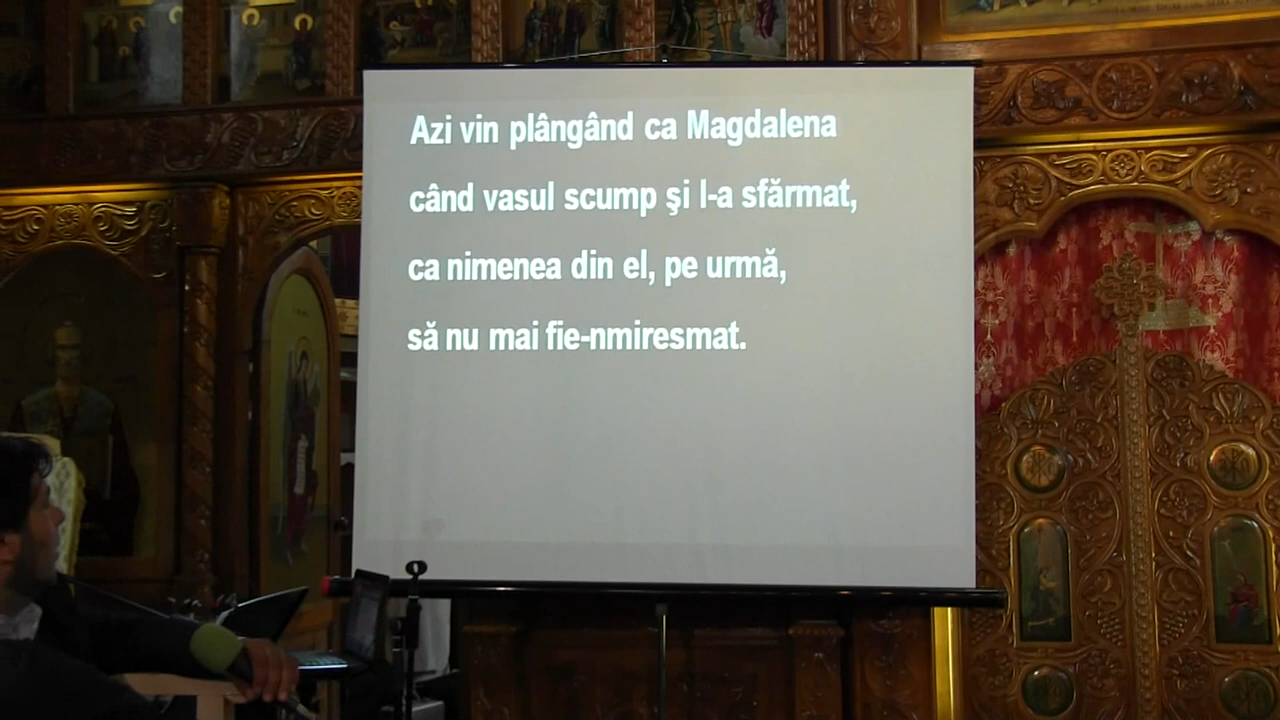 Azi vin plângând ca Magdalena
când vasul scump şi l-a sfărmat,
ca nimenea din el, pe urmă,
să nu mai fie-nmiresmat.